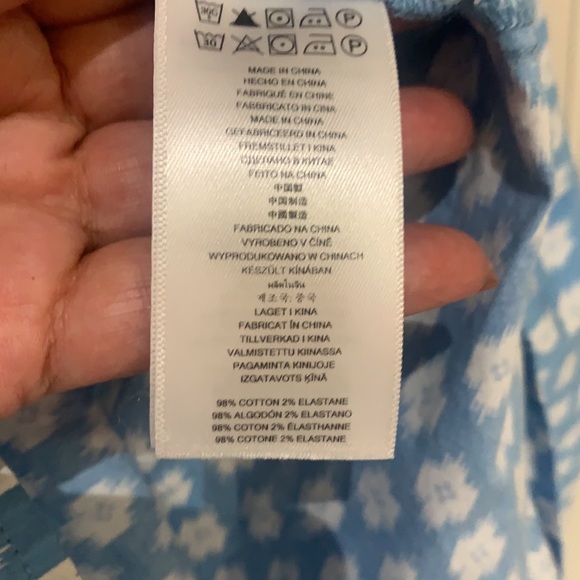 30°C P
30 P
MADE IN CHINA
HECHO EN CHINA
FABRIQUÉ EN CHINE
FABBRICATO IN CINA
MADE IN CHINA
GEFABRICEERD IN CHINA
FREMSTILLET I KINA
СДЕЛАНО В КИТАЕ
FEITO NA CHINA
中国製
中国制造
中國製造
FABRICADO NA CHINA
VYROBENO V ČÍNĚ
WYPRODUKOWANO W CHINACH
KÉSZÜLT KÍNÁBAN
ผลิตในจีน
제조국: 중국
LAGET I KINA
FABRICAT ÎN CHINA
TILLVERKAD I KINA
VALMISTETTU KIINASSA
PAGAMINTA KINIJOJE
IZGATAVOTS ĶĪNĀ
98% COTTON 2% ELASTANE
98% ALGODÓN 2% ELASTANO
98% COTON 2% ÉLASTHANNE
98% COTONE 2% ELASTANE